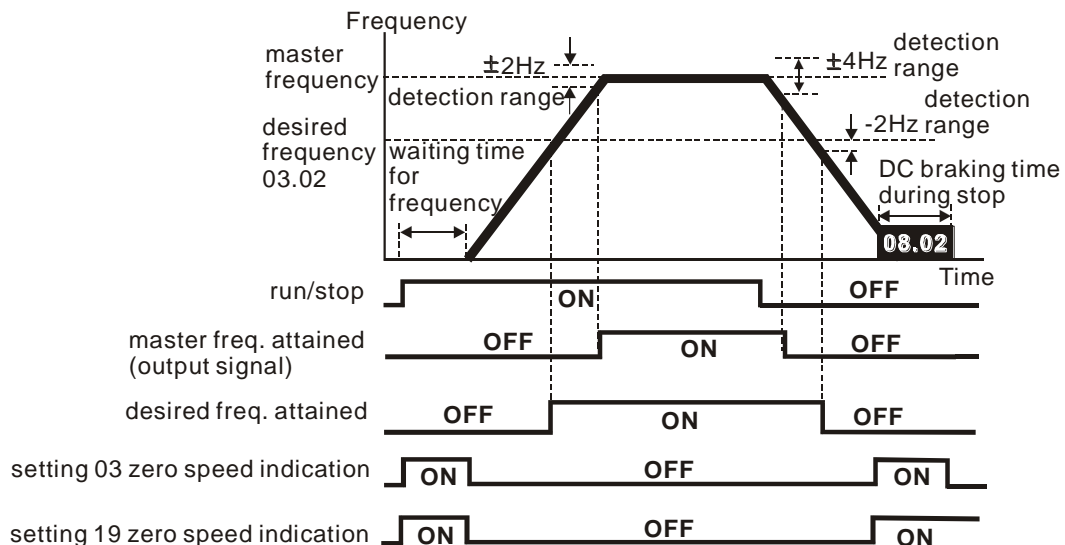 Frequency
master
frequency
±2Hz
detection range
±4Hz
detection
range
detection
-2Hz range
desired
frequency
03.02
waiting time
for
frequency
DC braking time
during stop
08.02
Time
run/stop
ON
OFF
master freq. attained
(output signal)
OFF
ON
OFF
desired freq. attained
OFF
ON
OFF
setting 03 zero speed indication
ON
OFF
ON
setting 19 zero speed indication
ON
OFF
ON